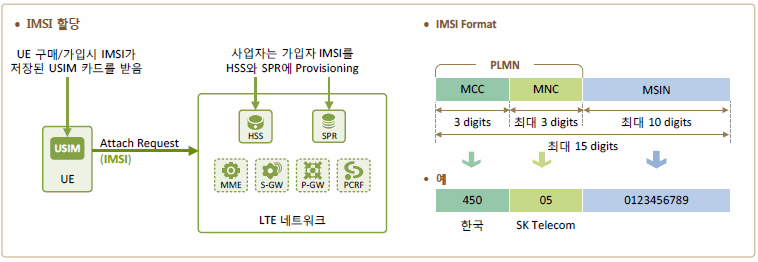 • IMSI 할당
UE 구매/가입시 IMSI가
저장된 USIM 카드를 받음
사업자는 가입자 IMSI를
HSS와 SPR에 Provisioning
USIM
UE
Attach Request
(IMSI)
HSS
SPR
MME
S-GW
P-GW
PCRF
LTE 네트워크
• IMSI Format
PLMN
MCC
MNC
MSIN
3 digits
최대 3 digits
최대 10 digits
최대 15 digits
• 예
450
05
0123456789
한국
SK Telecom